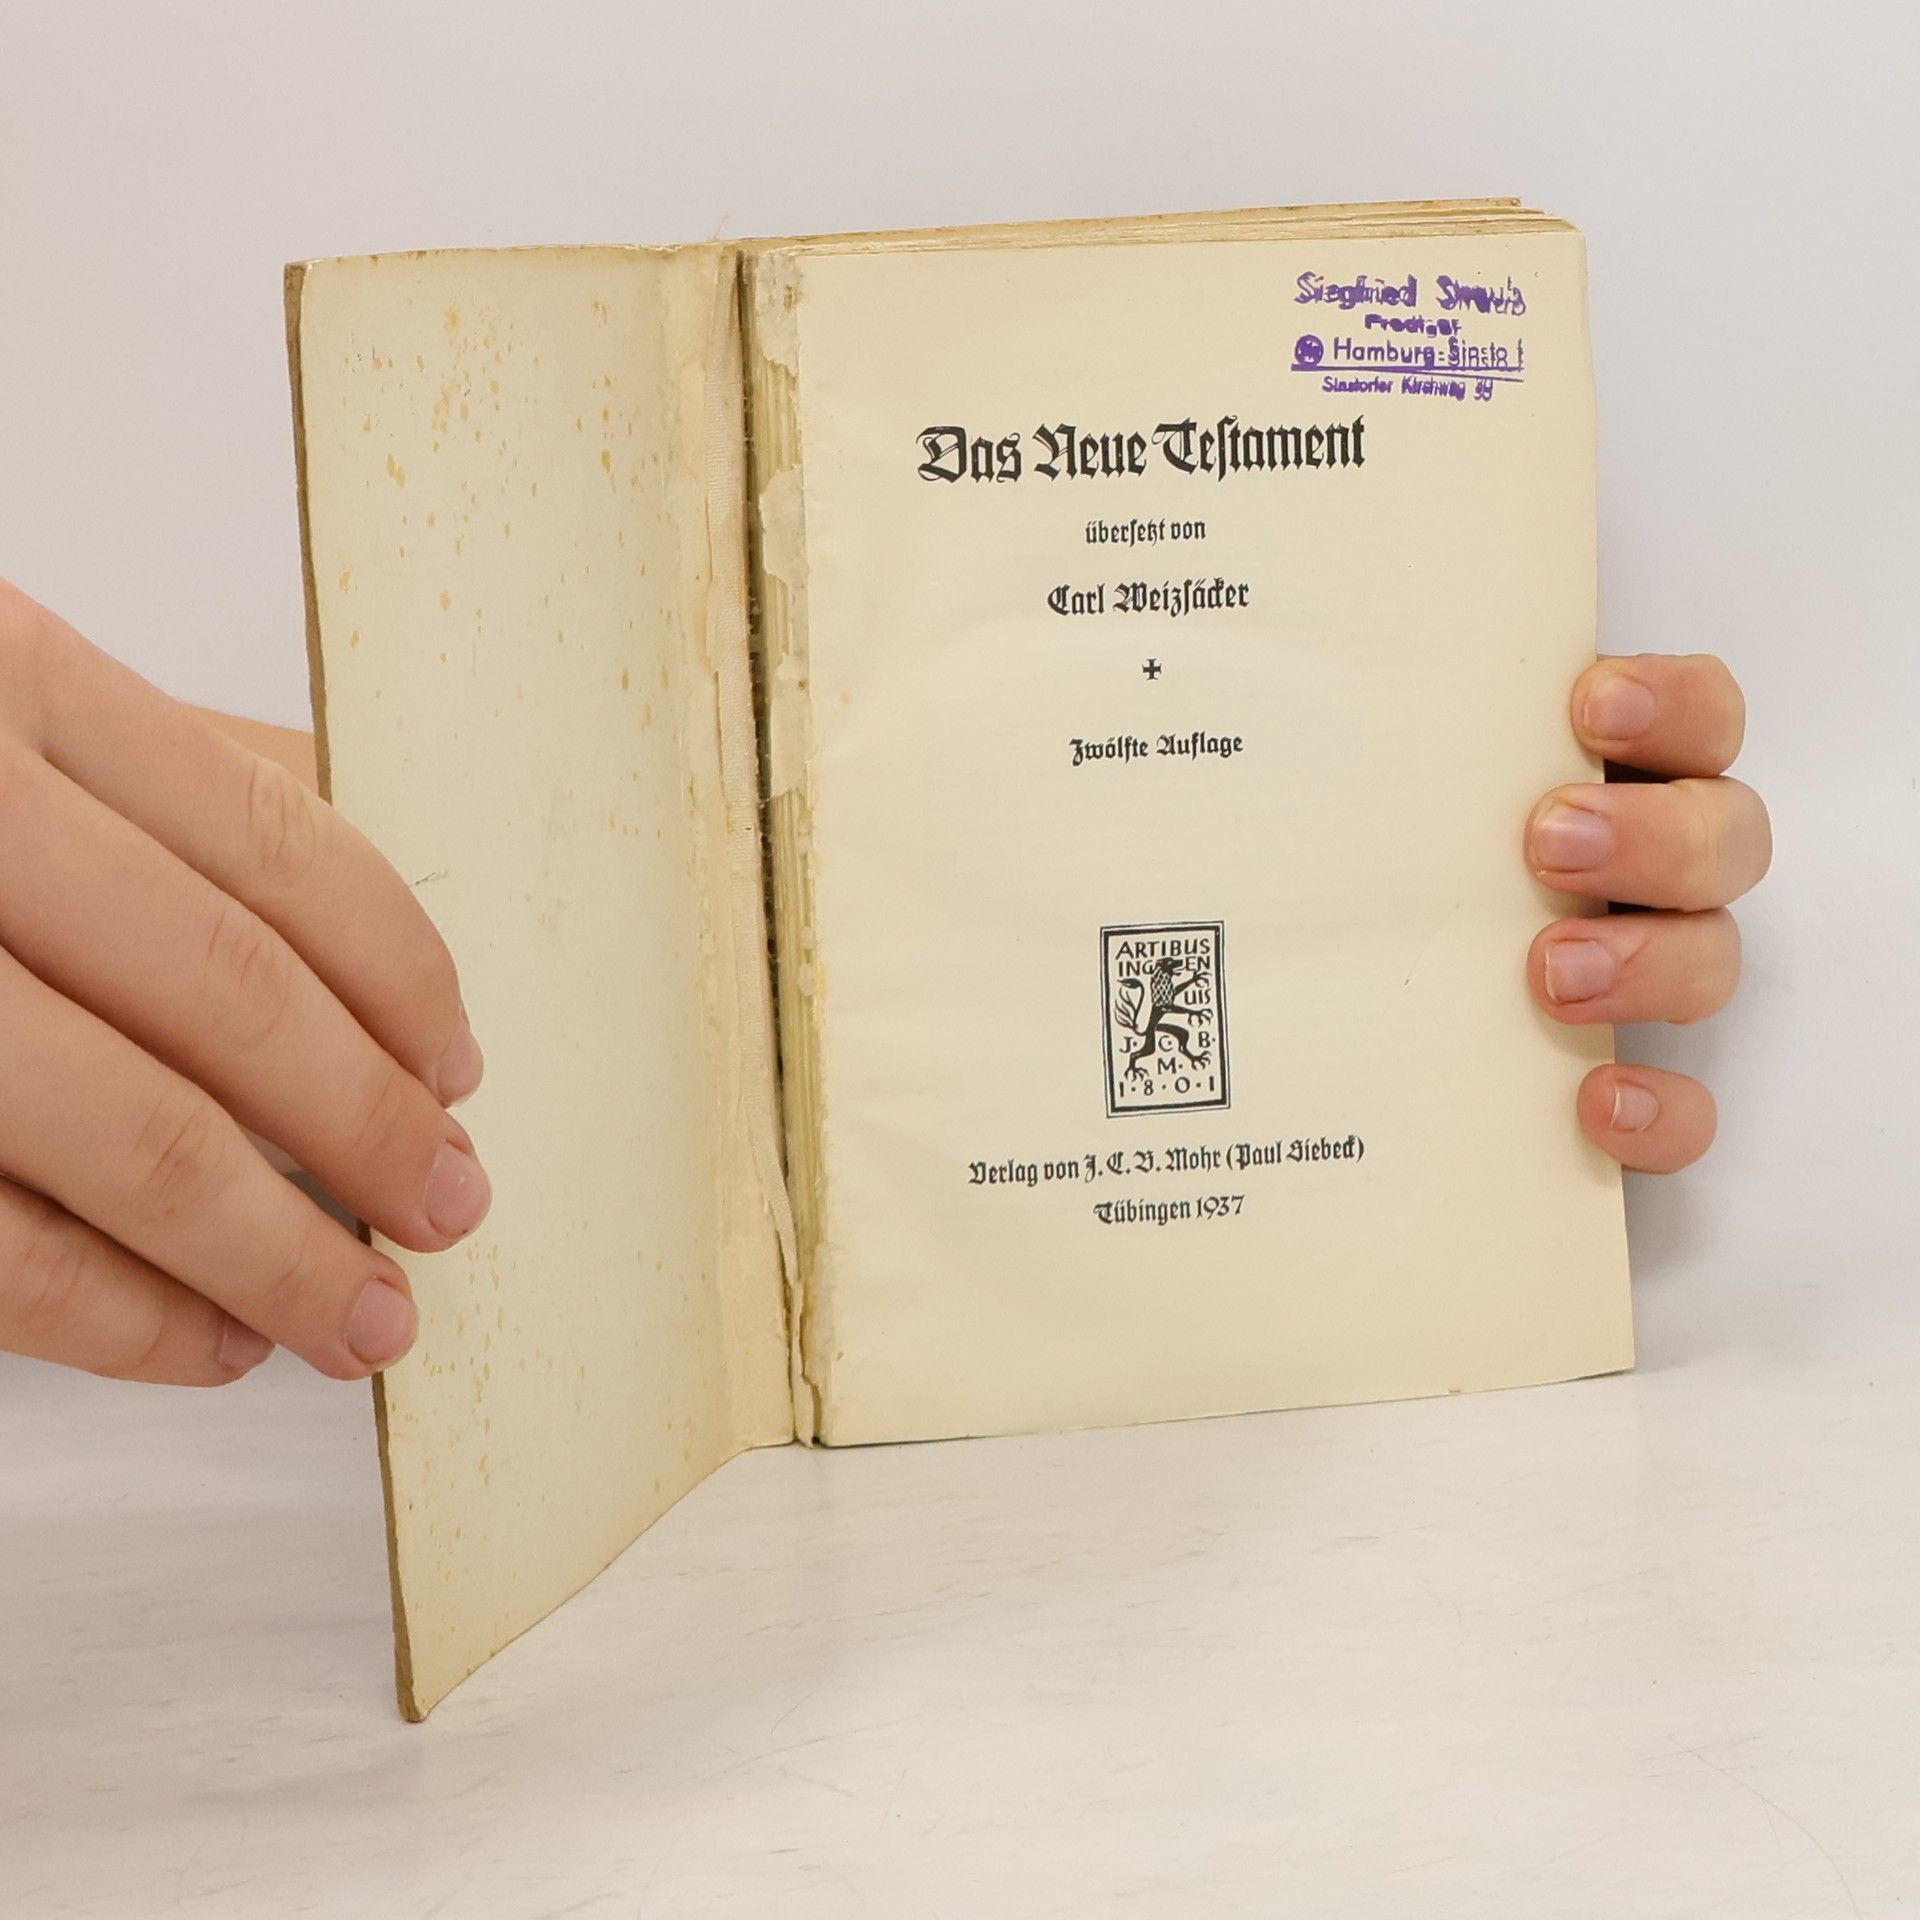 Siegfried
Prediger
Hamburg-Sinstorf
Sinstorfer Kirchweg
Das Neue Teſtament
überſetzt von
Carl Weizſäcker
Zwölfte Auflage
ARTIBUS
INGENUIS
J·C·B·
M·
1·8·0·1
Verlag von J. C. B. Mohr (Paul Siebeck)
Tübingen 1937